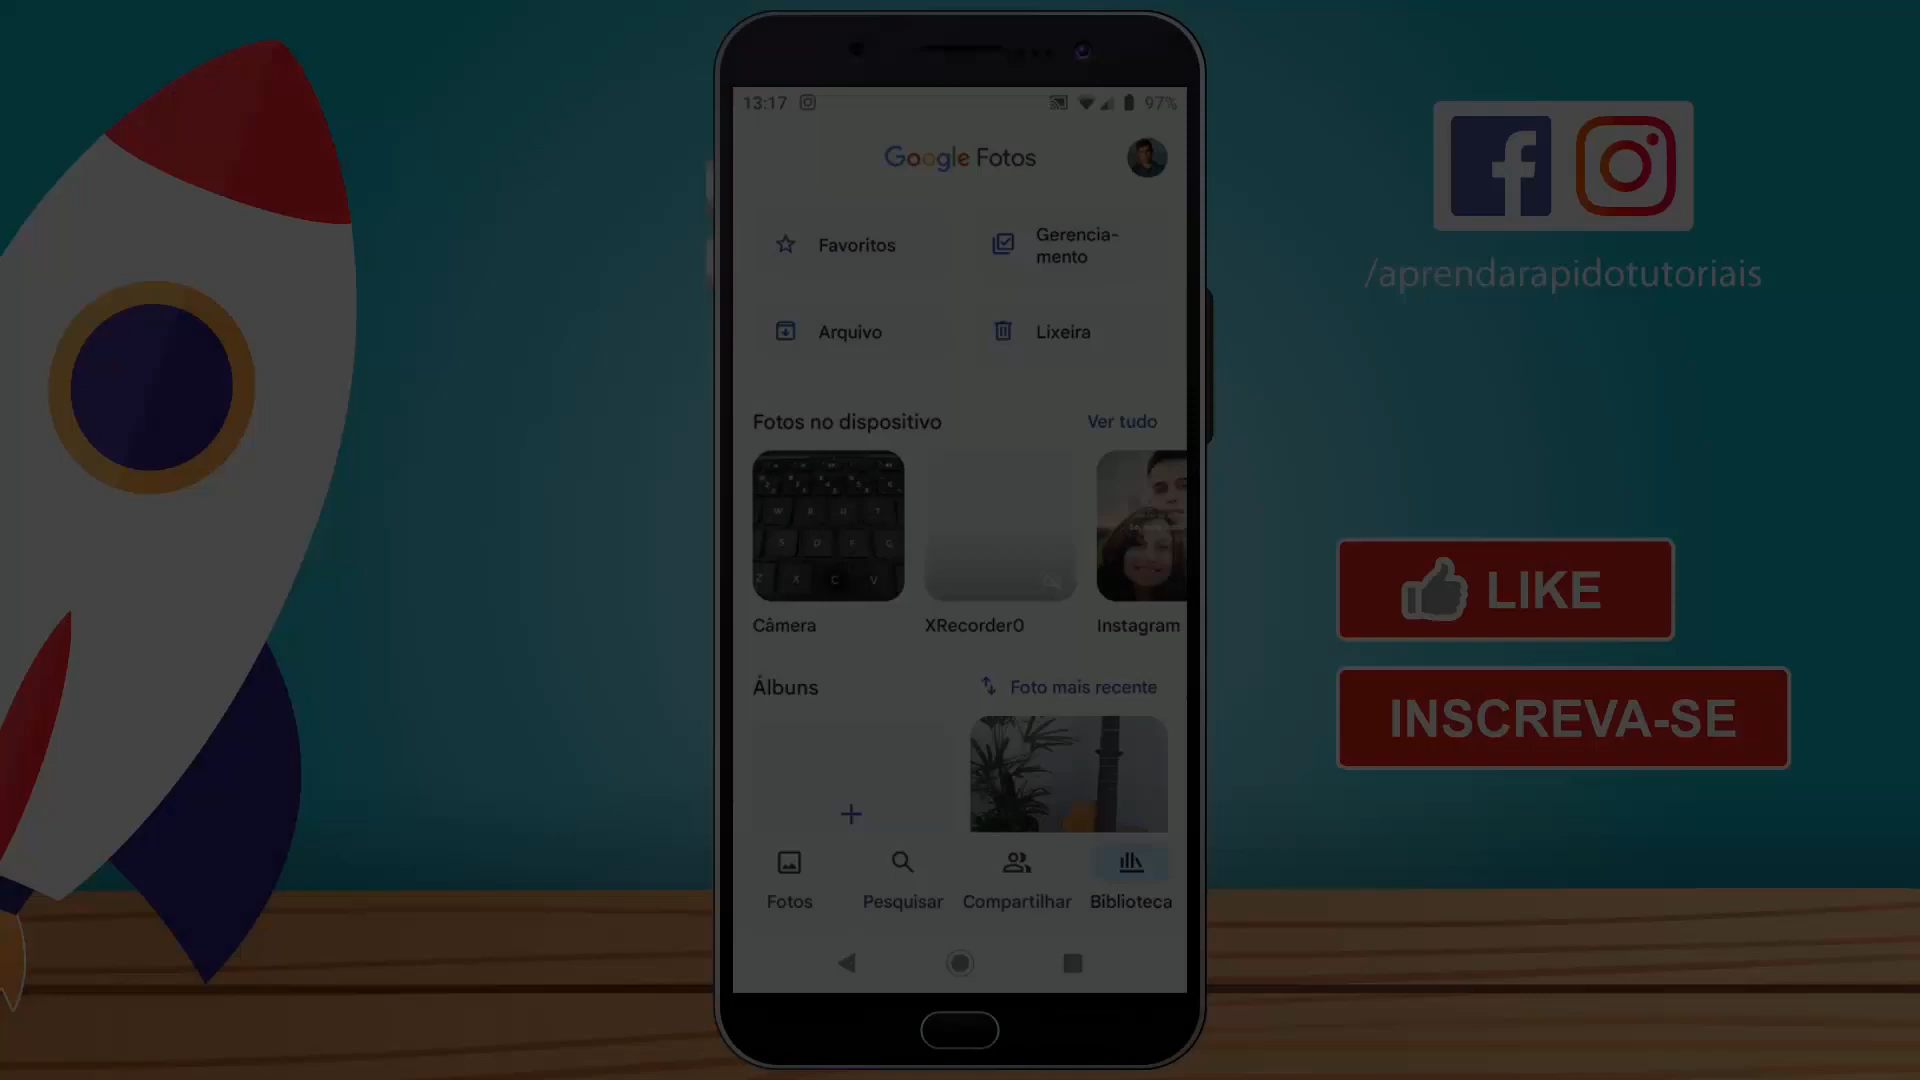 13:17
97%
Google Fotos
Favoritos
Gerencia-
mento
Arquivo
Lixeira
Fotos no dispositivo
Ver tudo
W
S D F G
Z X C V
Câmera
XRecorder0
Instagram
Álbuns
Foto mais recente
Fotos
Pesquisar
Compartilhar
Biblioteca
/aprendarapidotutoriais
LIKE
INSCREVA-SE